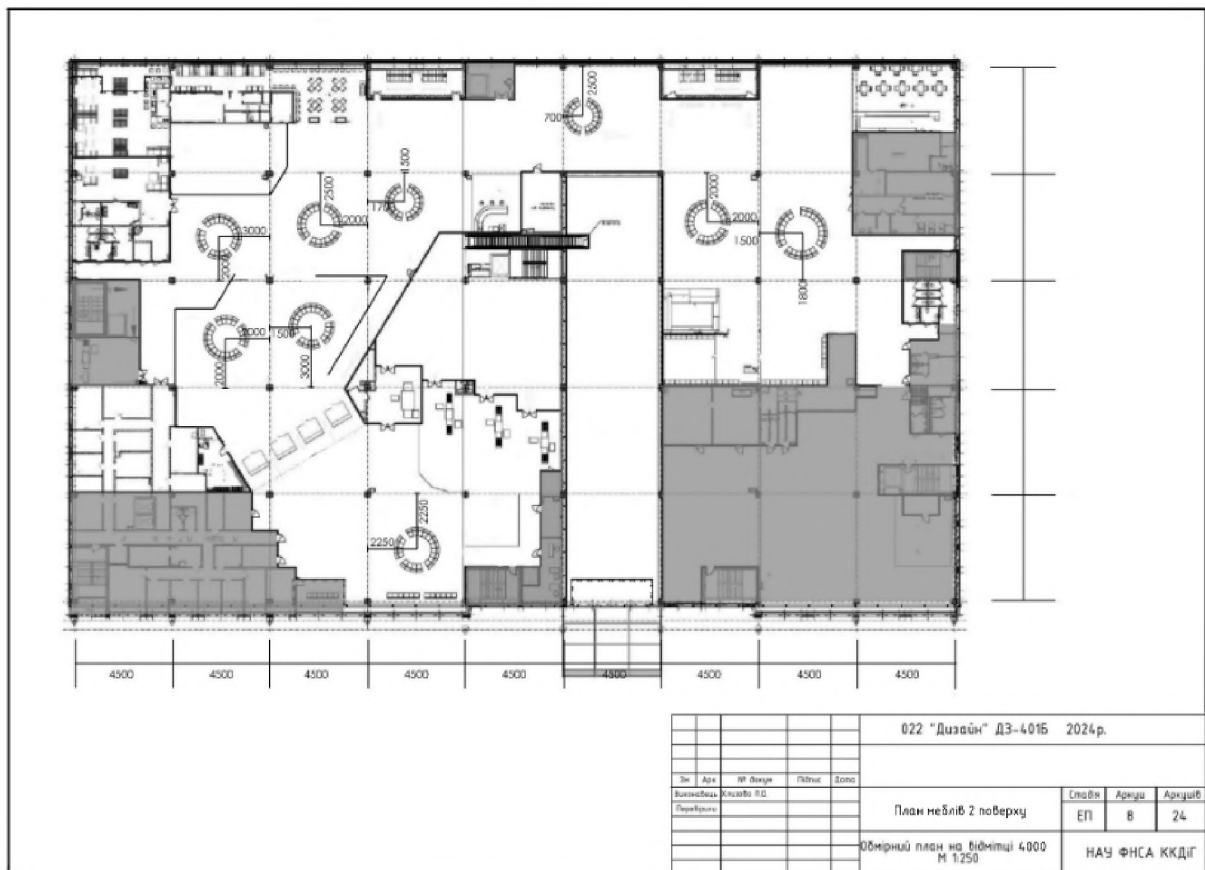 2500
700
1500
2500
1700
2000
3000
2000
2000
2000
1500
1800
2000
1500
2000
3000
2250
2250
4500 4500 4500 4500 4500 4500 4500 4500 4500
022 "Дизайн" ДЗ-401Б 2024р.
Зм Арк № докум Підпис Дата
Виконавець
Перевірила
План меблів 2 поверху
Стадія Аркуш Аркушів
ЕП 8 24
Обмірний план на відмітці 4000
М 1:250
НАУ ФНСА ККДіГ